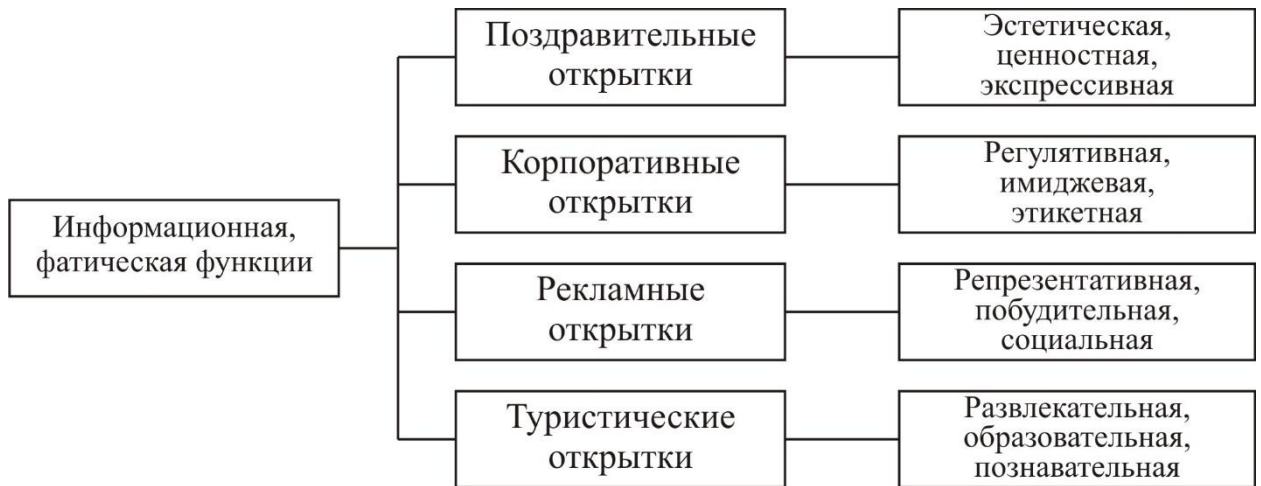 Информационная,
фатическая функции
Поздравительные
открытки
Эстетическая,
ценностная,
экспрессивная
Корпоративные
открытки
Регулятивная,
имиджевая,
этикетная
Рекламные
открытки
Репрезентативная,
побудительная,
социальная
Туристические
открытки
Развлекательная,
образовательная,
познавательная